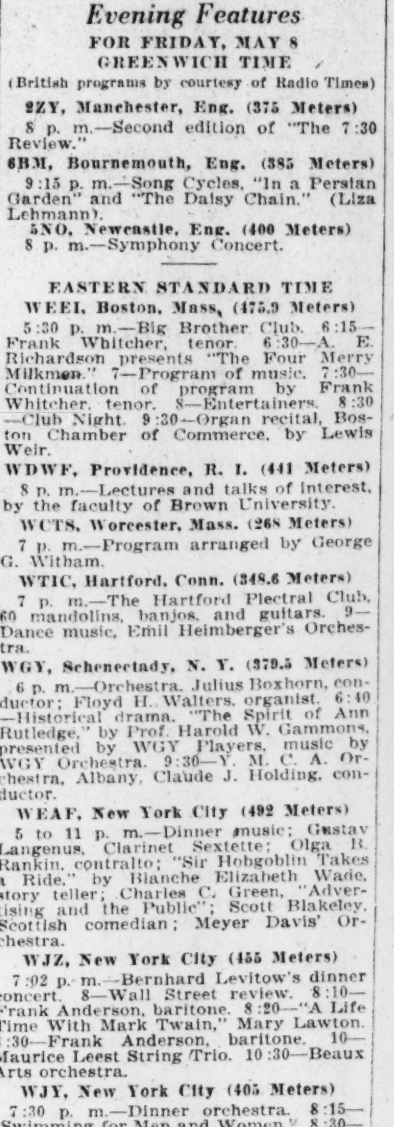 Evening Features
FOR FRIDAY, MAY 8
GREENWICH TIME
(British programs by courtesy of Radio Times)
2ZY, Manchester, Eng. (375 Meters)
8 p. m.—Second edition of "The 7:30
Review."
6BM, Bournemouth, Eng. (385 Meters)
9:15 p. m.—Song Cycles, "In a Persian
Garden" and "The Daisy Chain." (Liza
Lehmann).
5NO, Newcastle, Eng. (400 Meters)
8 p. m.—Symphony Concert.
EASTERN STANDARD TIME
WEEI, Boston, Mass. (475.9 Meters)
5:30 p. m.—Big Brother Club. 6:15—
Frank Whitcher, tenor. 6:30—A. E.
Richardson presents "The Four Merry
Milkmen." 7—Program of music. 7:30—
Continuation of program by Frank
Whitcher, tenor. 8—Entertainers. 8:30
—Club Night. 9:30—Organ recital, Bos-
ton Chamber of Commerce, by Lewis
Weir.
WDWF, Providence, R. I. (441 Meters)
8 p. m.—Lectures and talks of interest,
by the faculty of Brown University.
WCTS, Worcester, Mass. (268 Meters)
7 p. m.—Program arranged by George
G. Witham.
WTIC, Hartford, Conn. (348.6 Meters)
7 p. m.—The Hartford Plectral Club,
60 mandolins, banjos, and guitars. 9—
Dance music, Emil Heimberger's Orches-
tra.
WGY, Schenectady, N. Y. (379.5 Meters)
6 p. m.—Orchestra, Julius Boxhorn, con-
ductor; Floyd H. Walters, organist. 6:40
—Historical drama, "The Spirit of Ann
Rutledge," by Prof. Harold W. Gammons,
presented by WGY Players, music by
WGY Orchestra. 9:30—Y. M. C. A. Or-
chestra, Albany, Claude J. Holding, con-
ductor.
WEAF, New York City (492 Meters)
5 to 11 p. m.—Dinner music; Gustav
Langenus, Clarinet Sextette; Olga B.
Rankin, contralto; "Sir Hobgoblin Takes
a Ride," by Blanche Elizabeth Wade,
story teller; Charles C. Green, "Adver-
tising and the Public"; Scott Blakeley,
Scottish comedian; Meyer Davis' Or-
chestra.
WJZ, New York City (455 Meters)
7:02 p. m.—Bernhard Levitow's dinner
concert. 8—Wall Street review. 8:10—
Frank Anderson, baritone. 8:20—"A Life
Time With Mark Twain," Mary Lawton.
:30—Frank Anderson, baritone. 10—
Maurice Leest String Trio. 10:30—Beaux
Arts orchestra.
WJY, New York City (405 Meters)
7:30 p. m.—Dinner orchestra. 8:15—
"Swimming for Men and Women." 8:30—